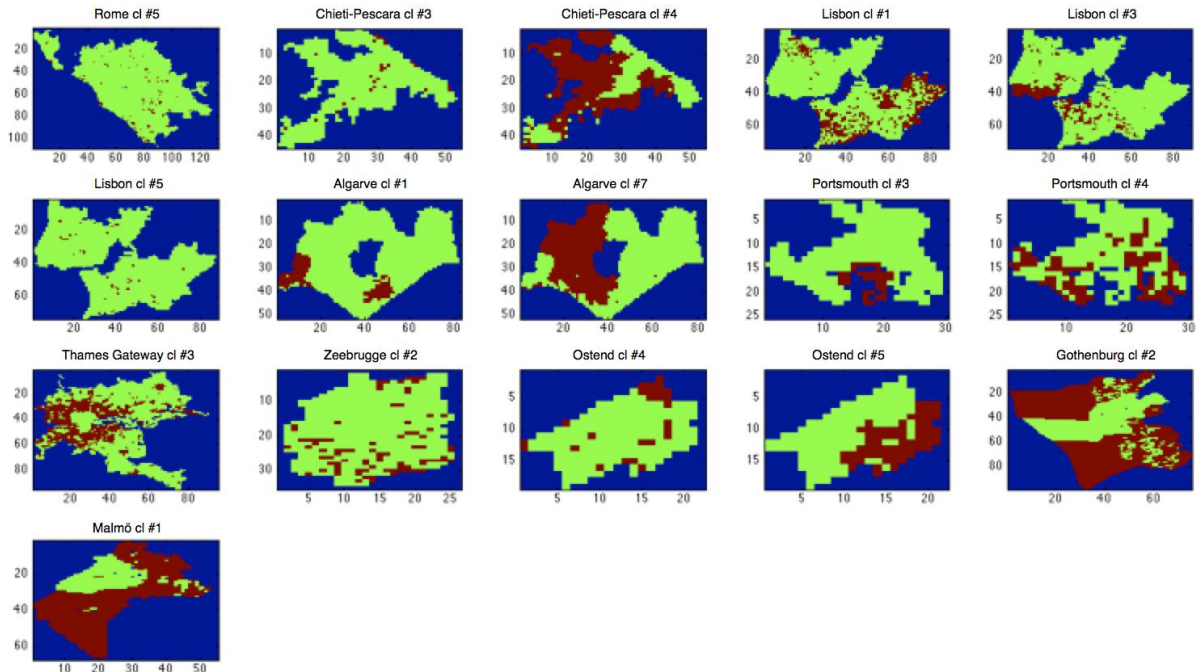 Rome cl #5
Chieti-Pescara cl #3
Chieti-Pescara cl #4
Lisbon cl #1
Lisbon cl #3
20
40
60
80
100
20 40 60 80 100 120
10
20
30
40
10 20 30 40 50
10
20
30
40
10 20 30 40 50
20
40
60
20 40 60 80
20
40
60
20 40 60 80
Lisbon cl #5
Algarve cl #1
Algarve cl #7
Portsmouth cl #3
Portsmouth cl #4
20
40
60
20 40 60 80
10
20
30
40
50
20 40 60 80
10
20
30
40
50
20 40 60 80
5
10
15
20
25
10 20 30
5
10
15
20
25
10 20 30
Thames Gateway cl #3
Zeebrugge cl #2
Ostend cl #4
Ostend cl #5
Gothenburg cl #2
20
40
60
80
20 40 60 80
10
20
30
5 10 15 20 25
5
10
15
5 10 15 20
5
10
15
5 10 15 20
20
40
60
80
20 40 60
Malmö cl #1
20
40
60
10 20 30 40 50